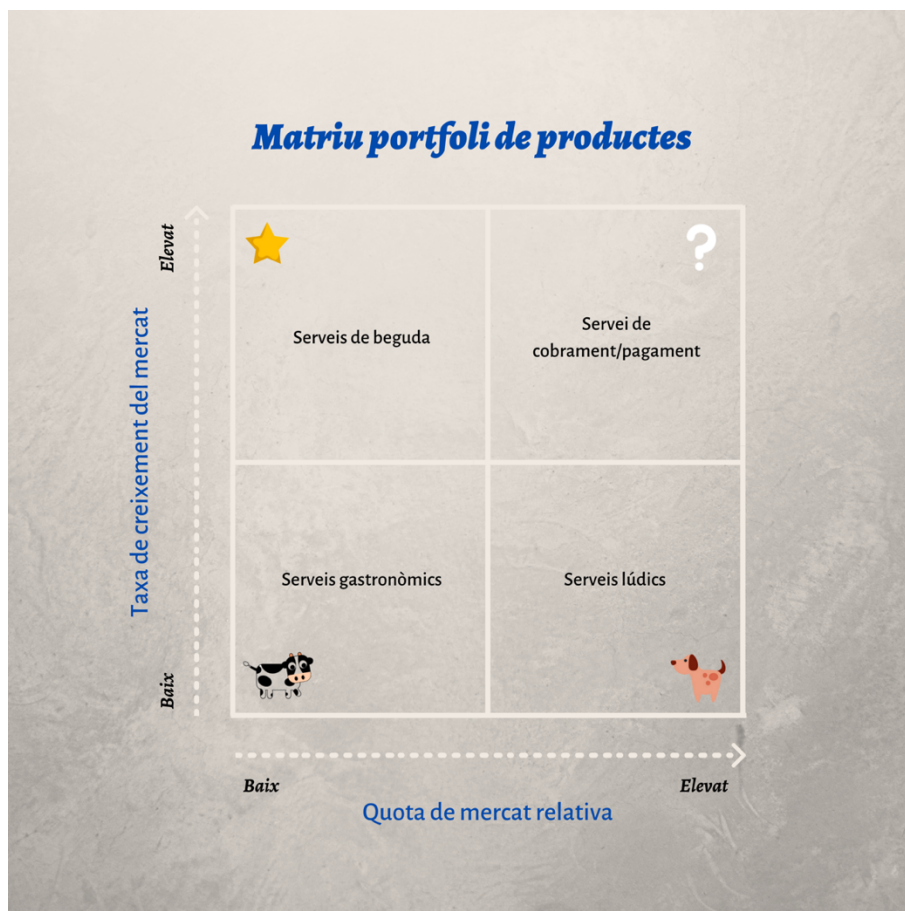 Matriu portfoli de productes
Elevat
Taxa de creixement del mercat
Baix
Serveis de beguda
Servei de
cobrament/pagament
Serveis gastronòmics
Serveis lúdics
Baix
Elevat
Quota de mercat relativa